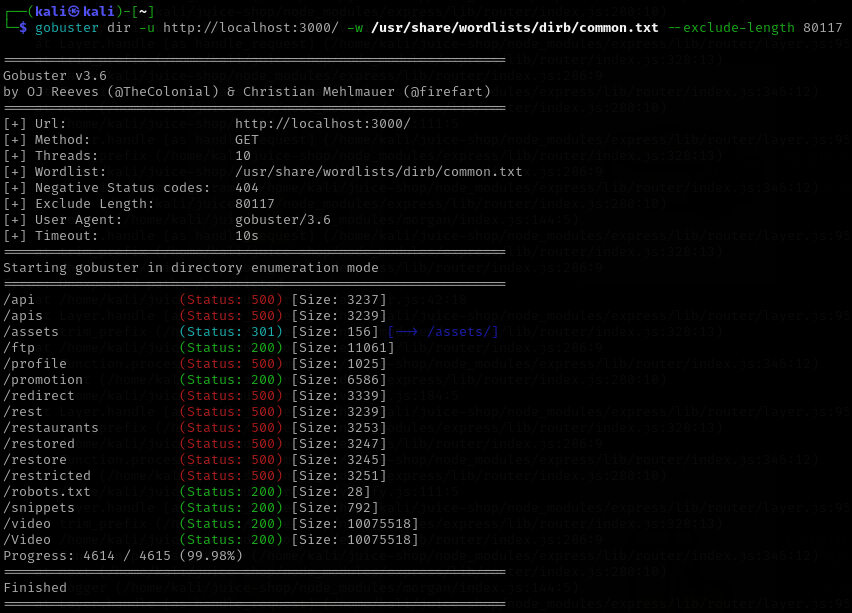 ┌──(kali㉿kali)-[~]
└─$ gobuster dir -u http://localhost:3000/ -w /usr/share/wordlists/dirb/common.txt --exclude-length 80117
===============================================================
Gobuster v3.6
by OJ Reeves (@TheColonial) & Christian Mehlmauer (@firefart)
===============================================================
[+] Url: http://localhost:3000/
[+] Method: GET
[+] Threads: 10
[+] Wordlist: /usr/share/wordlists/dirb/common.txt
[+] Negative Status codes: 404
[+] Exclude Length: 80117
[+] User Agent: gobuster/3.6
[+] Timeout: 10s
===============================================================
Starting gobuster in directory enumeration mode
===============================================================
/api (Status: 500) [Size: 3237]
/apis (Status: 500) [Size: 3239]
/assets (Status: 301) [Size: 156] [--> /assets/]
/ftp (Status: 200) [Size: 11061]
/profile (Status: 500) [Size: 1025]
/promotion (Status: 200) [Size: 6586]
/redirect (Status: 500) [Size: 3339]
/rest (Status: 500) [Size: 3239]
/restaurants (Status: 500) [Size: 3253]
/restored (Status: 500) [Size: 3247]
/restore (Status: 500) [Size: 3245]
/restricted (Status: 500) [Size: 3251]
/robots.txt (Status: 200) [Size: 28]
/snippets (Status: 200) [Size: 792]
/video (Status: 200) [Size: 10075518]
/Video (Status: 200) [Size: 10075518]
Progress: 4614 / 4615 (99.98%)
===============================================================
Finished
===============================================================